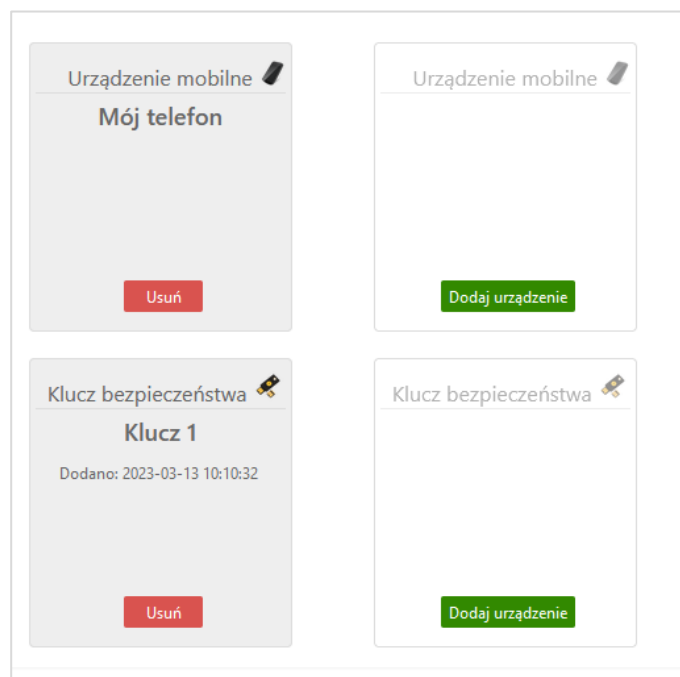 Urządzenie mobilne
Mój telefon
Usuń
Urządzenie mobilne
Dodaj urządzenie
Klucz bezpieczeństwa
Klucz 1
Dodano: 2023-03-13 10:10:32
Usuń
Klucz bezpieczeństwa
Dodaj urządzenie